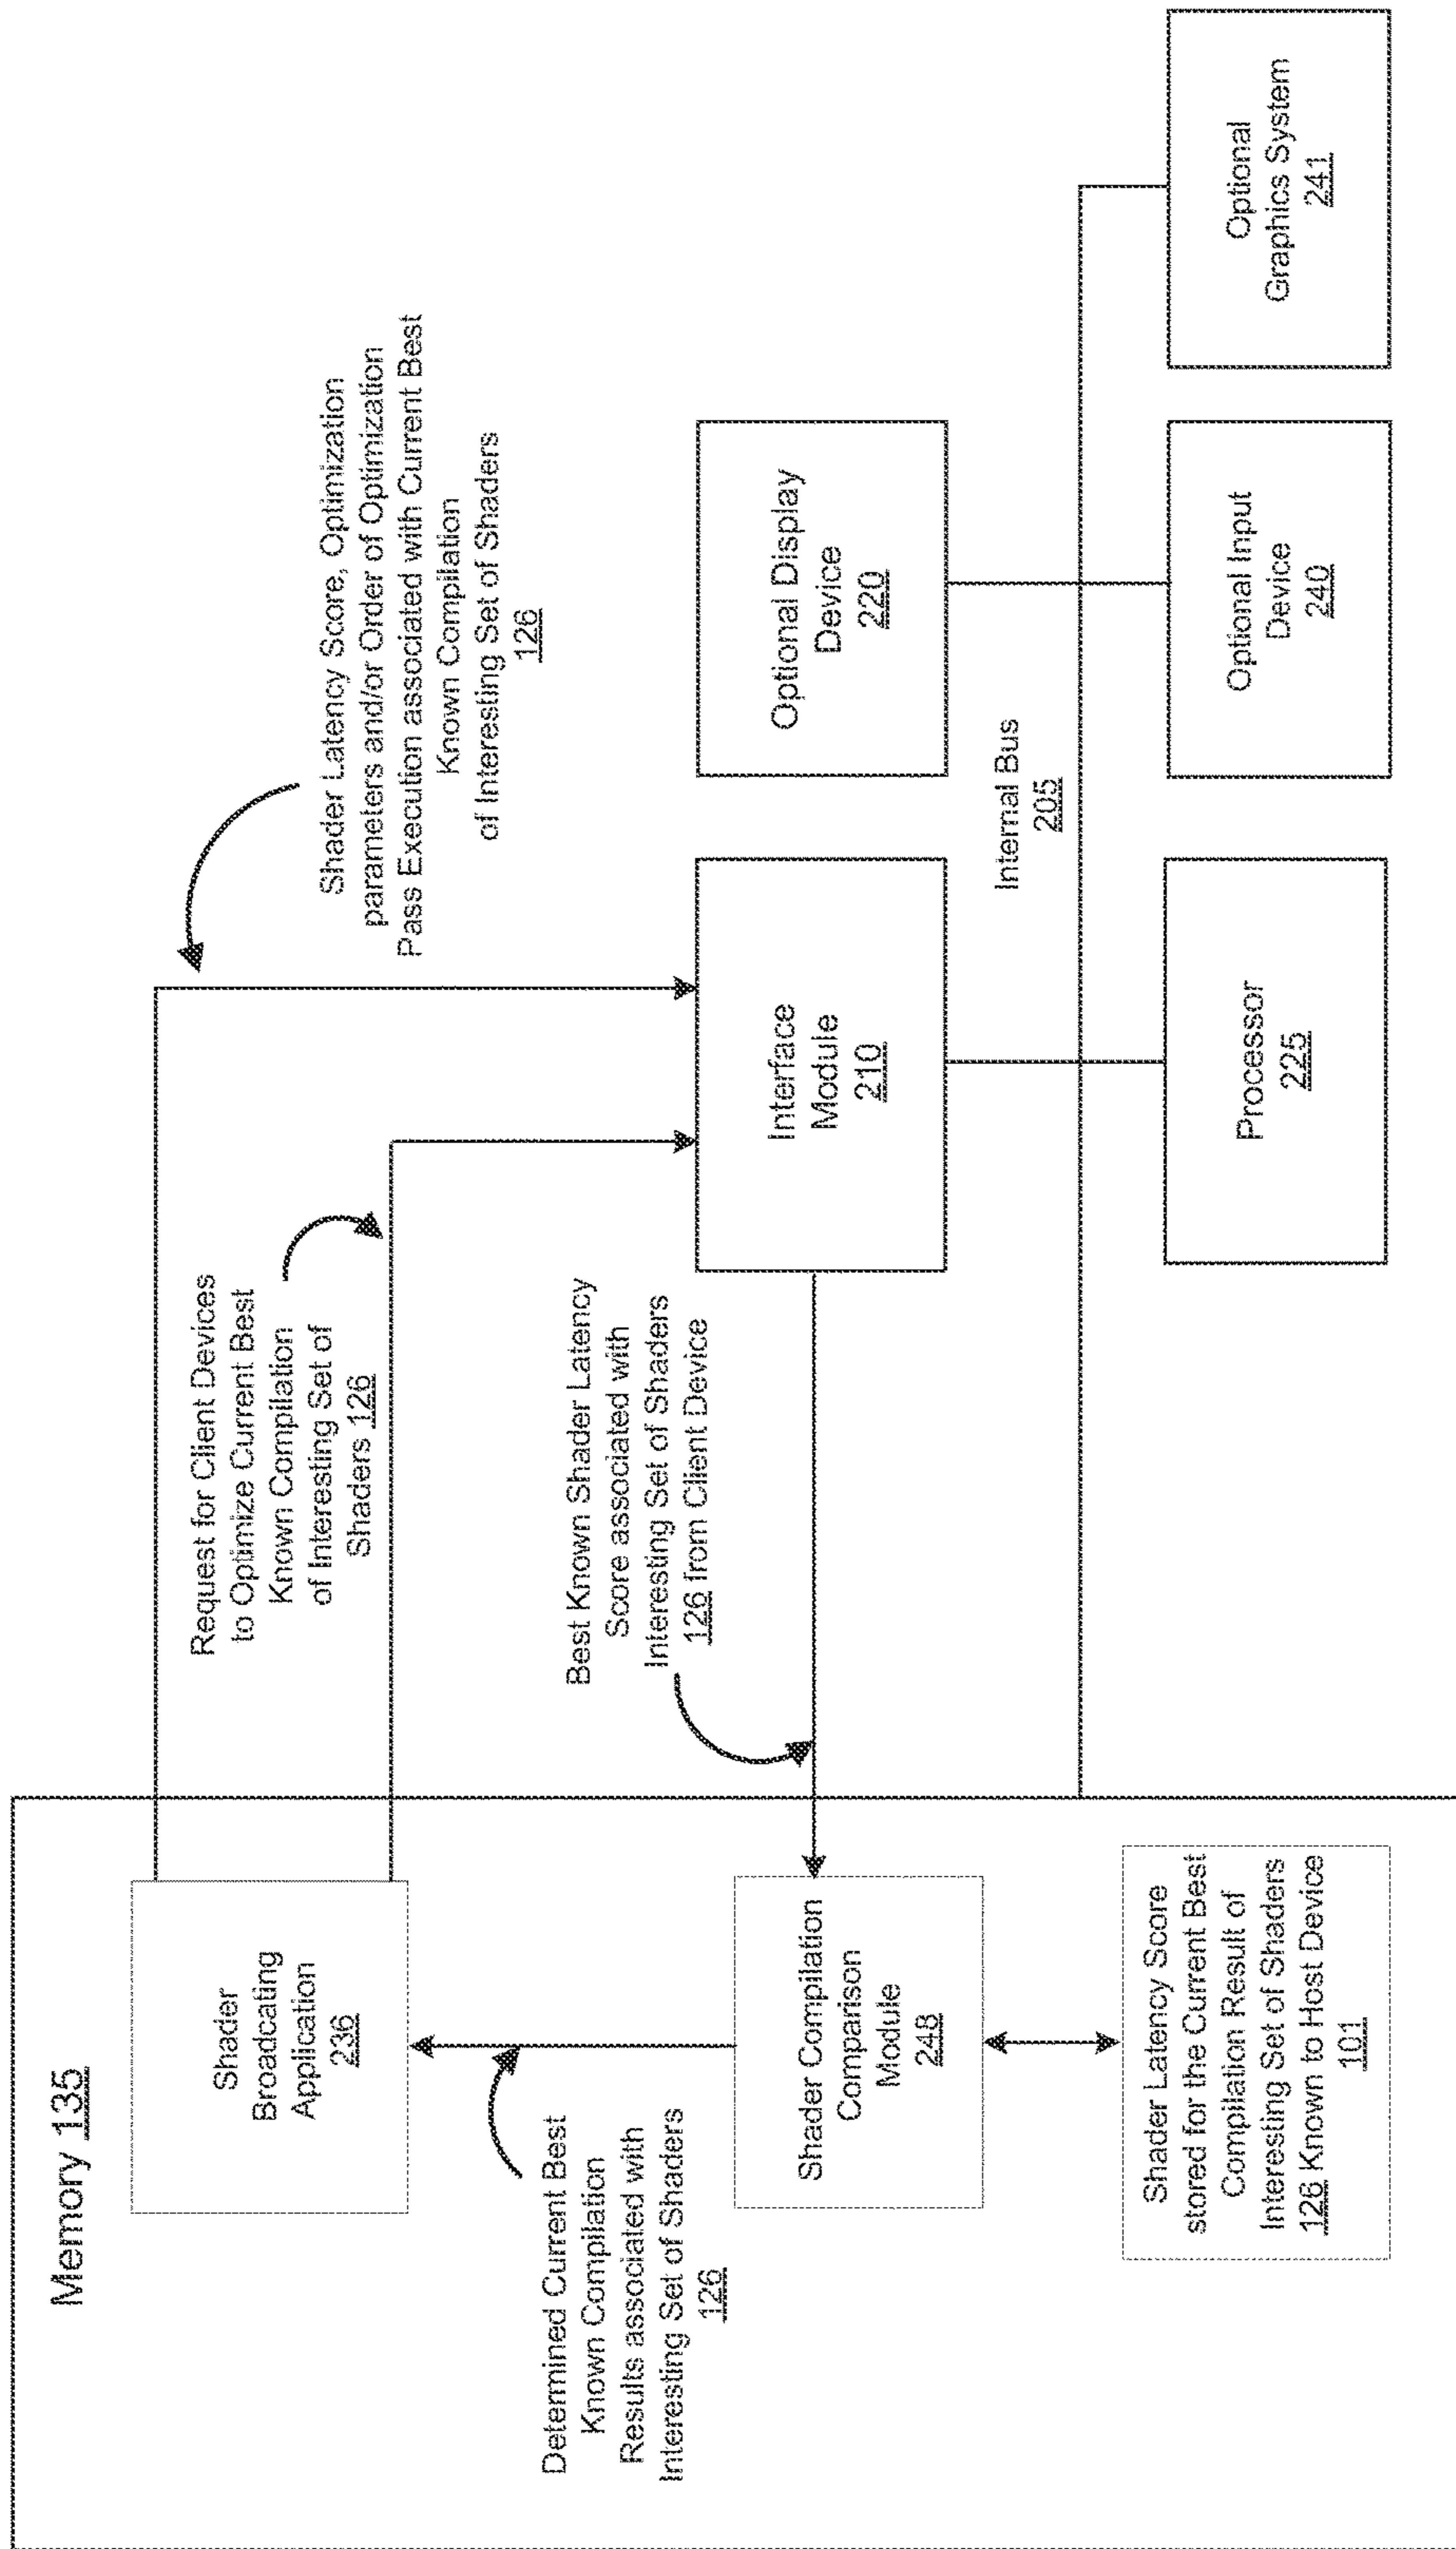 Memory 135
Shader
Broadcating
Application
236
Determined Current Best
Known Compilation
Results associated with
Interesting Set of Shaders
126
Shader Compilation
Comparison
Module
248
Shader Latency Score
stored for the Current Best
Compilation Result of
Interesting Set of Shaders
126 Known to Host Device
101
Request for Client Devices
to Optimize Current Best
Known Compilation
of Interesting Set of
Shaders 126
Best Known Shader Latency
Score associated with
Interesting Set of Shaders
126 from Client Device
Shader Latency Score, Optimization
parameters and/or Order of Optimization
Pass Execution associated with Current Best
Known Compilation
of Interesting Set of Shaders
126
Interface
Module
210
Optional Display
Device
220
Internal Bus
205
Processor
225
Optional Input
Device
240
Optional
Graphics System
241